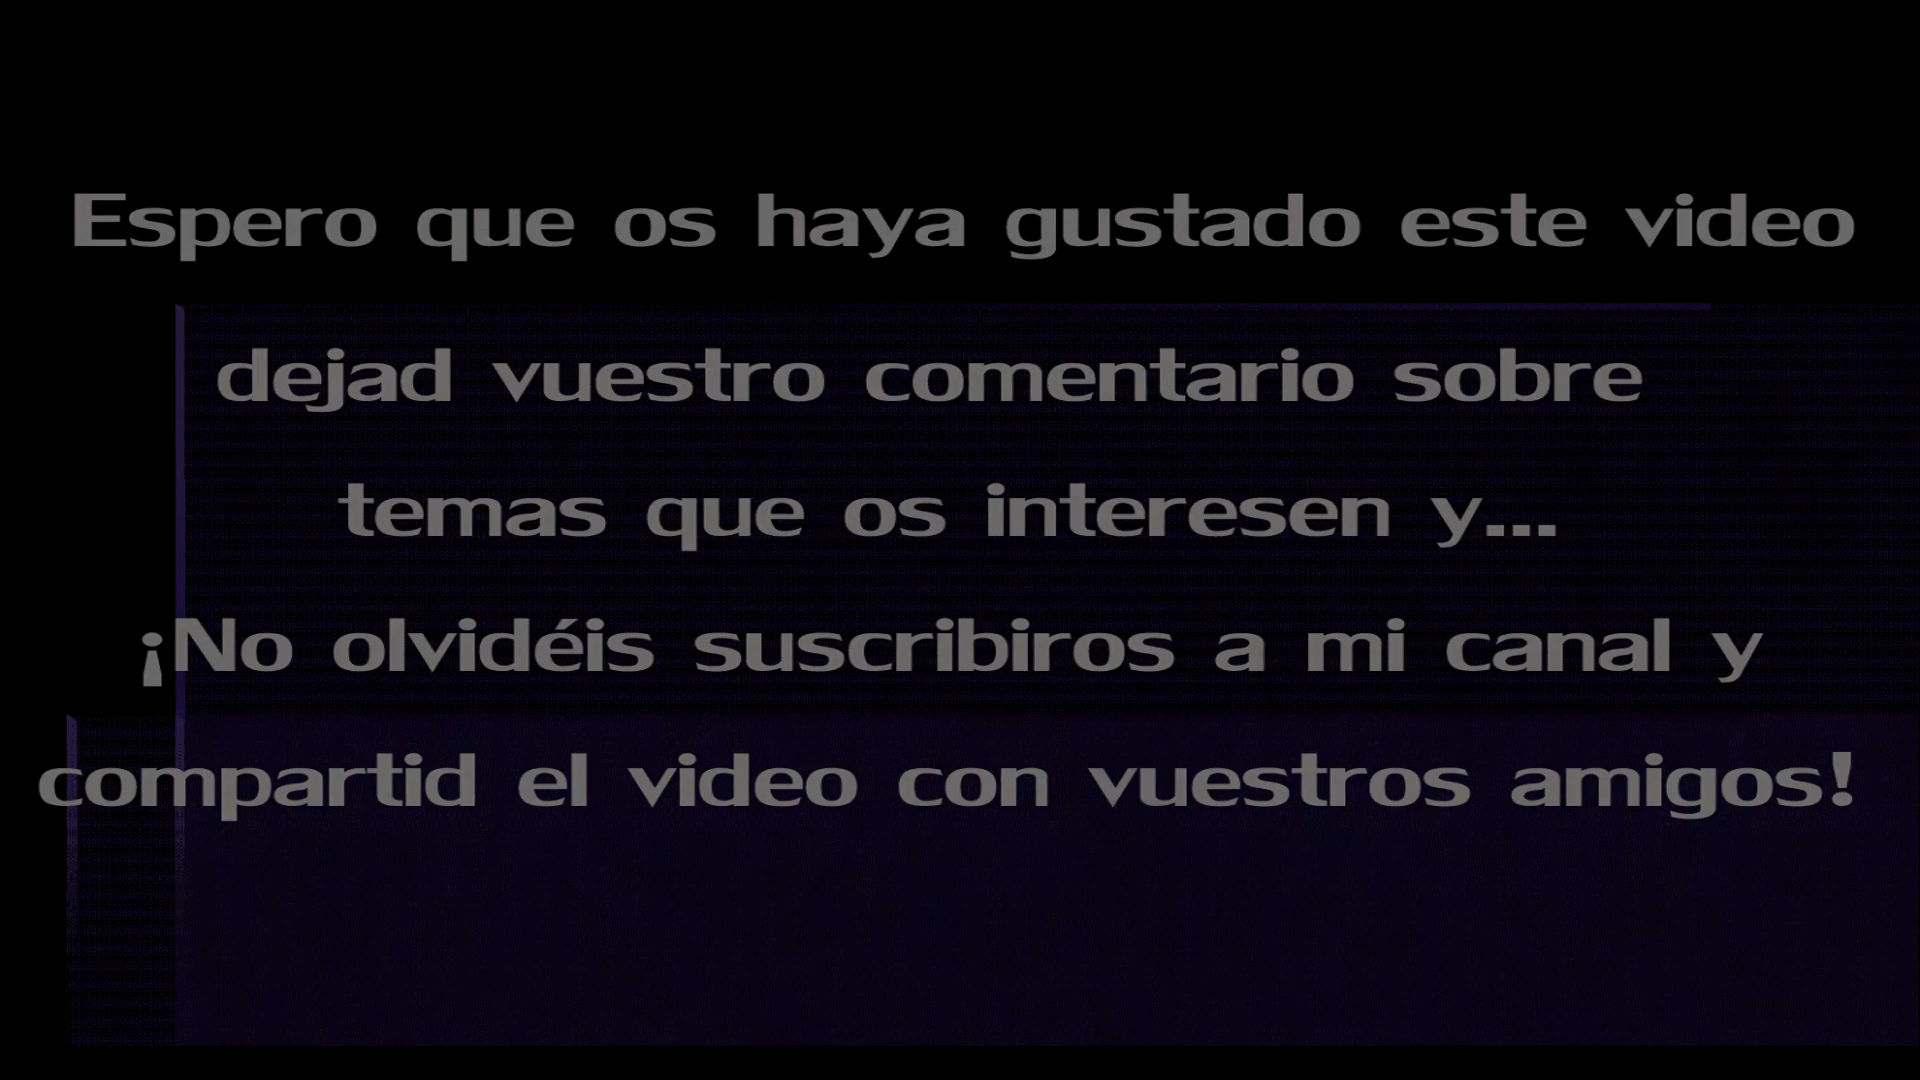 Espero que os haya gustado este video
dejad vuestro comentario sobre
temas que os interesen y...
¡No olvidéis suscribiros a mi canal y
compartid el video con vuestros amigos!